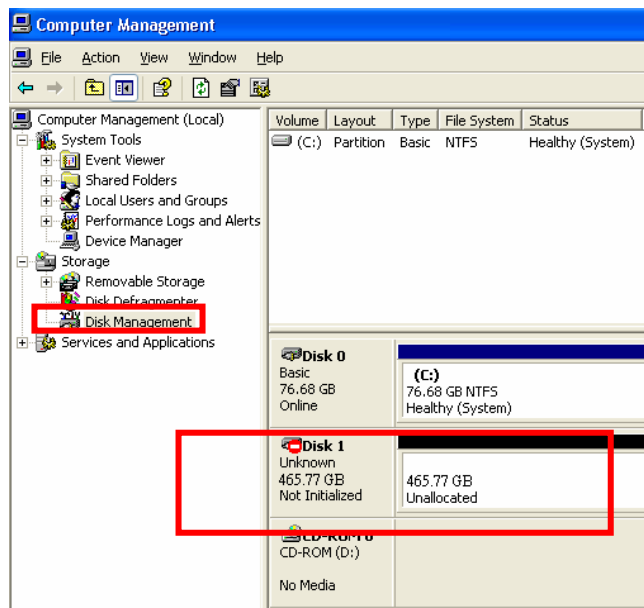 Computer Management
File Action View Window Help
Computer Management (Local)
System Tools
Event Viewer
Shared Folders
Local Users and Groups
Performance Logs and Alerts
Device Manager
Storage
Removable Storage
Disk Defragmenter
Disk Management
Services and Applications
Volume Layout Type File System Status
(C:) Partition Basic NTFS Healthy (System)
Disk 0
Basic
76.68 GB
Online
(C:)
76.68 GB NTFS
Healthy (System)
Disk 1
Unknown
465.77 GB
Not Initialized
465.77 GB
Unallocated
CD-ROM 0
CD-ROM (D:)
No Media